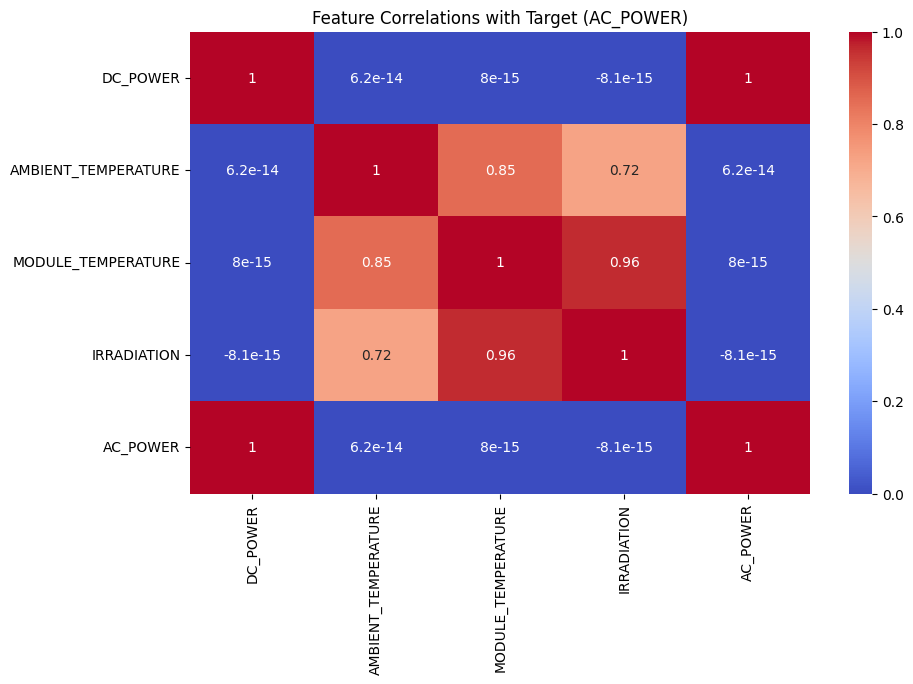 Feature Correlations with Target (AC_POWER)
DC_POWER 1 6.2e-14 8e-15 -8.1e-15 1
AMBIENT_TEMPERATURE 6.2e-14 1 0.85 0.72 6.2e-14
MODULE_TEMPERATURE 8e-15 0.85 1 0.96 8e-15
IRRADIATION -8.1e-15 0.72 0.96 1 -8.1e-15
AC_POWER 1 6.2e-14 8e-15 -8.1e-15 1
DC_POWER
AMBIENT_TEMPERATURE
MODULE_TEMPERATURE
IRRADIATION
AC_POWER
1.0
0.8
0.6
0.4
0.2
0.0